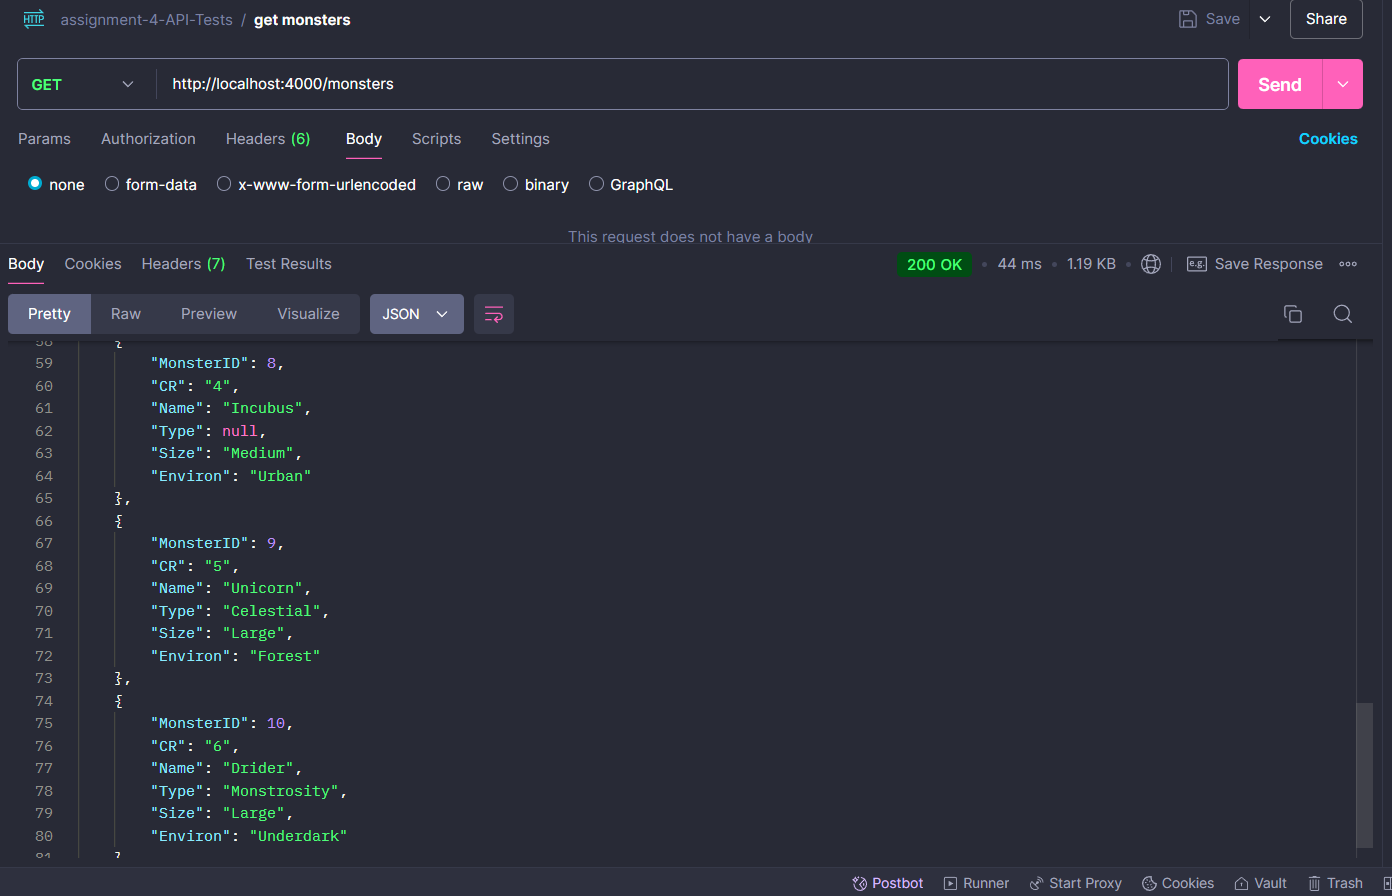 HTTP assignment-4-API-Tests / get monsters Save Share
GET http://localhost:4000/monsters Send
Params Authorization Headers (6) Body Scripts Settings Cookies
none form-data x-www-form-urlencoded raw binary GraphQL
This request does not have a body
Body Cookies Headers (7) Test Results 200 OK • 44 ms • 1.19 KB • e.g. Save Response
Pretty Raw Preview Visualize JSON
58 {
59 "MonsterID": 8,
60 "CR": "4",
61 "Name": "Incubus",
62 "Type": null,
63 "Size": "Medium",
64 "Environ": "Urban"
65 },
66 {
67 "MonsterID": 9,
68 "CR": "5",
69 "Name": "Unicorn",
70 "Type": "Celestial",
71 "Size": "Large",
72 "Environ": "Forest"
73 },
74 {
75 "MonsterID": 10,
76 "CR": "6",
77 "Name": "Drider",
78 "Type": "Monstrosity",
79 "Size": "Large",
80 "Environ": "Underdark"
81 }
Postbot Runner Start Proxy Cookies Vault Trash